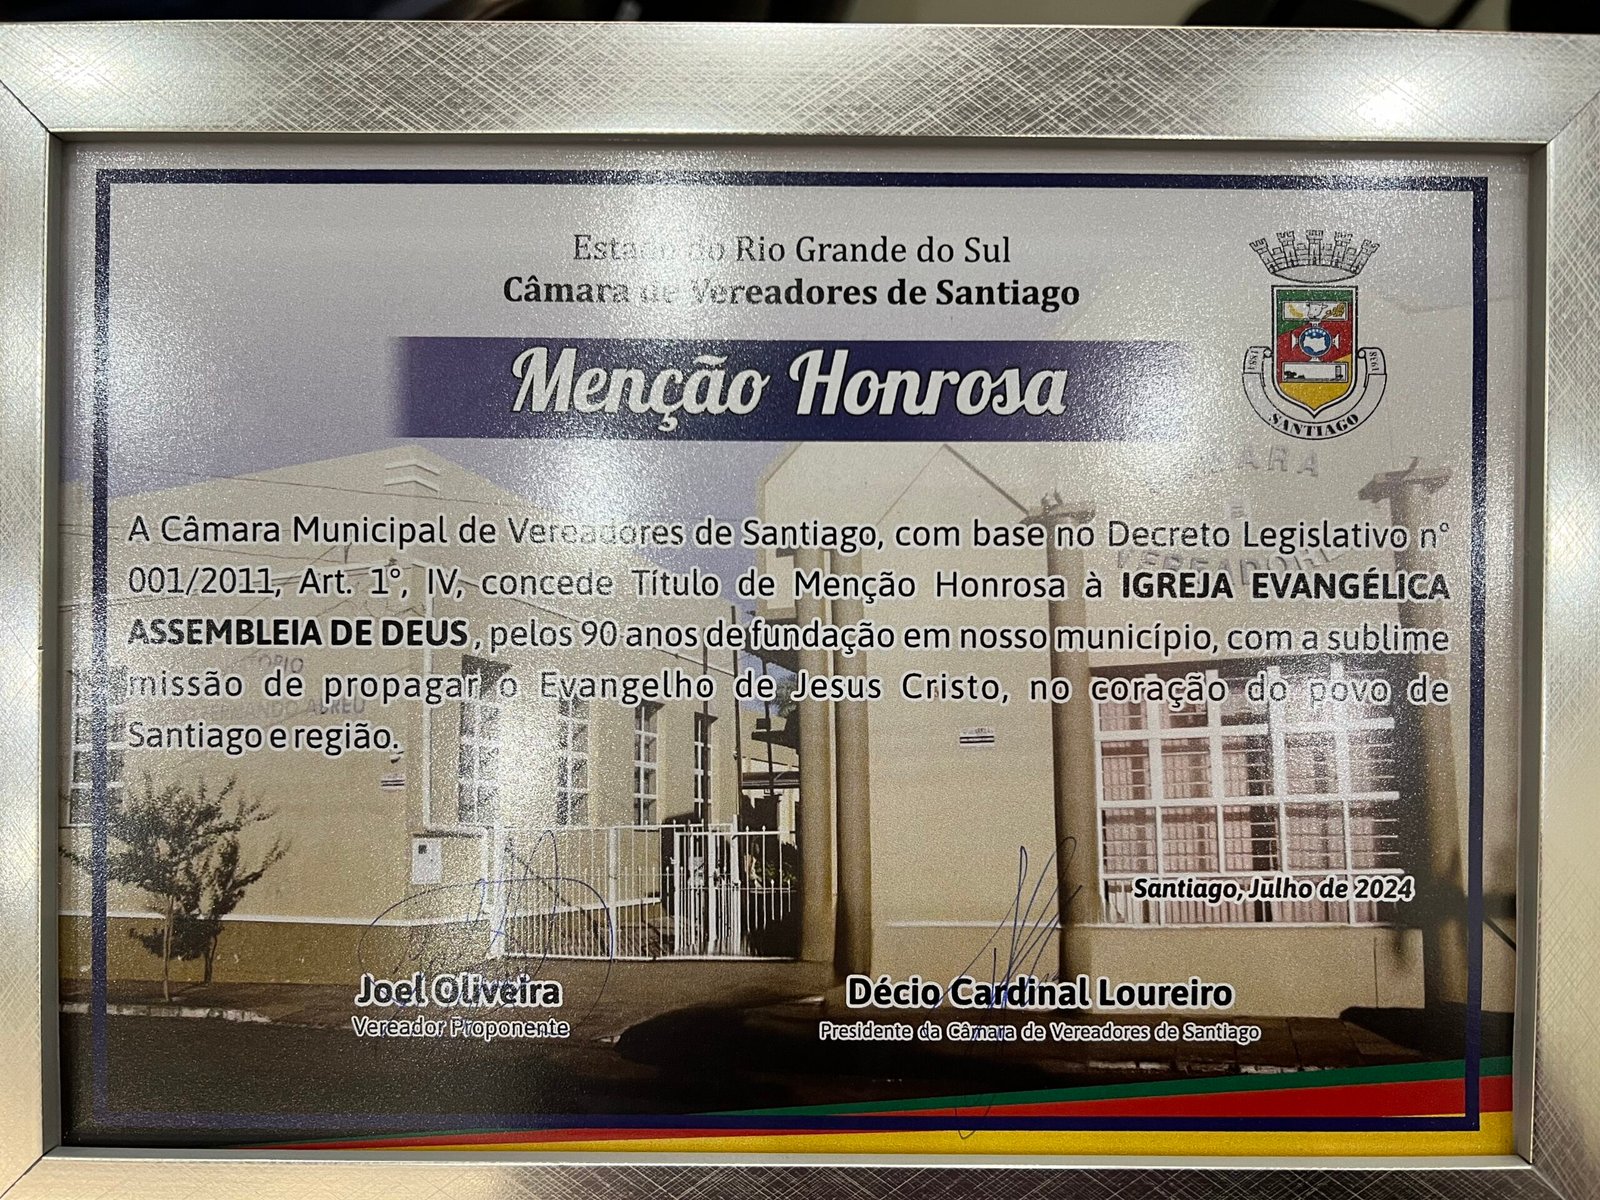 Estado do Rio Grande do Sul
Câmara de Vereadores de Santiago
Menção Honrosa
1884 1938
SANTIAGO
A Câmara Municipal de Vereadores de Santiago, com base no Decreto Legislativo nº
001/2011, Art. 1º, IV, concede Título de Menção Honrosa à IGREJA EVANGÉLICA
ASSEMBLEIA DE DEUS , pelos 90 anos de fundação em nosso município, com a sublime
missão de propagar o Evangelho de Jesus Cristo, no coração do povo de
Santiago e região.
Santiago, Julho de 2024
Joel Oliveira
Vereador Proponente
Décio Cardinal Loureiro
Presidente da Câmara de Vereadores de Santiago